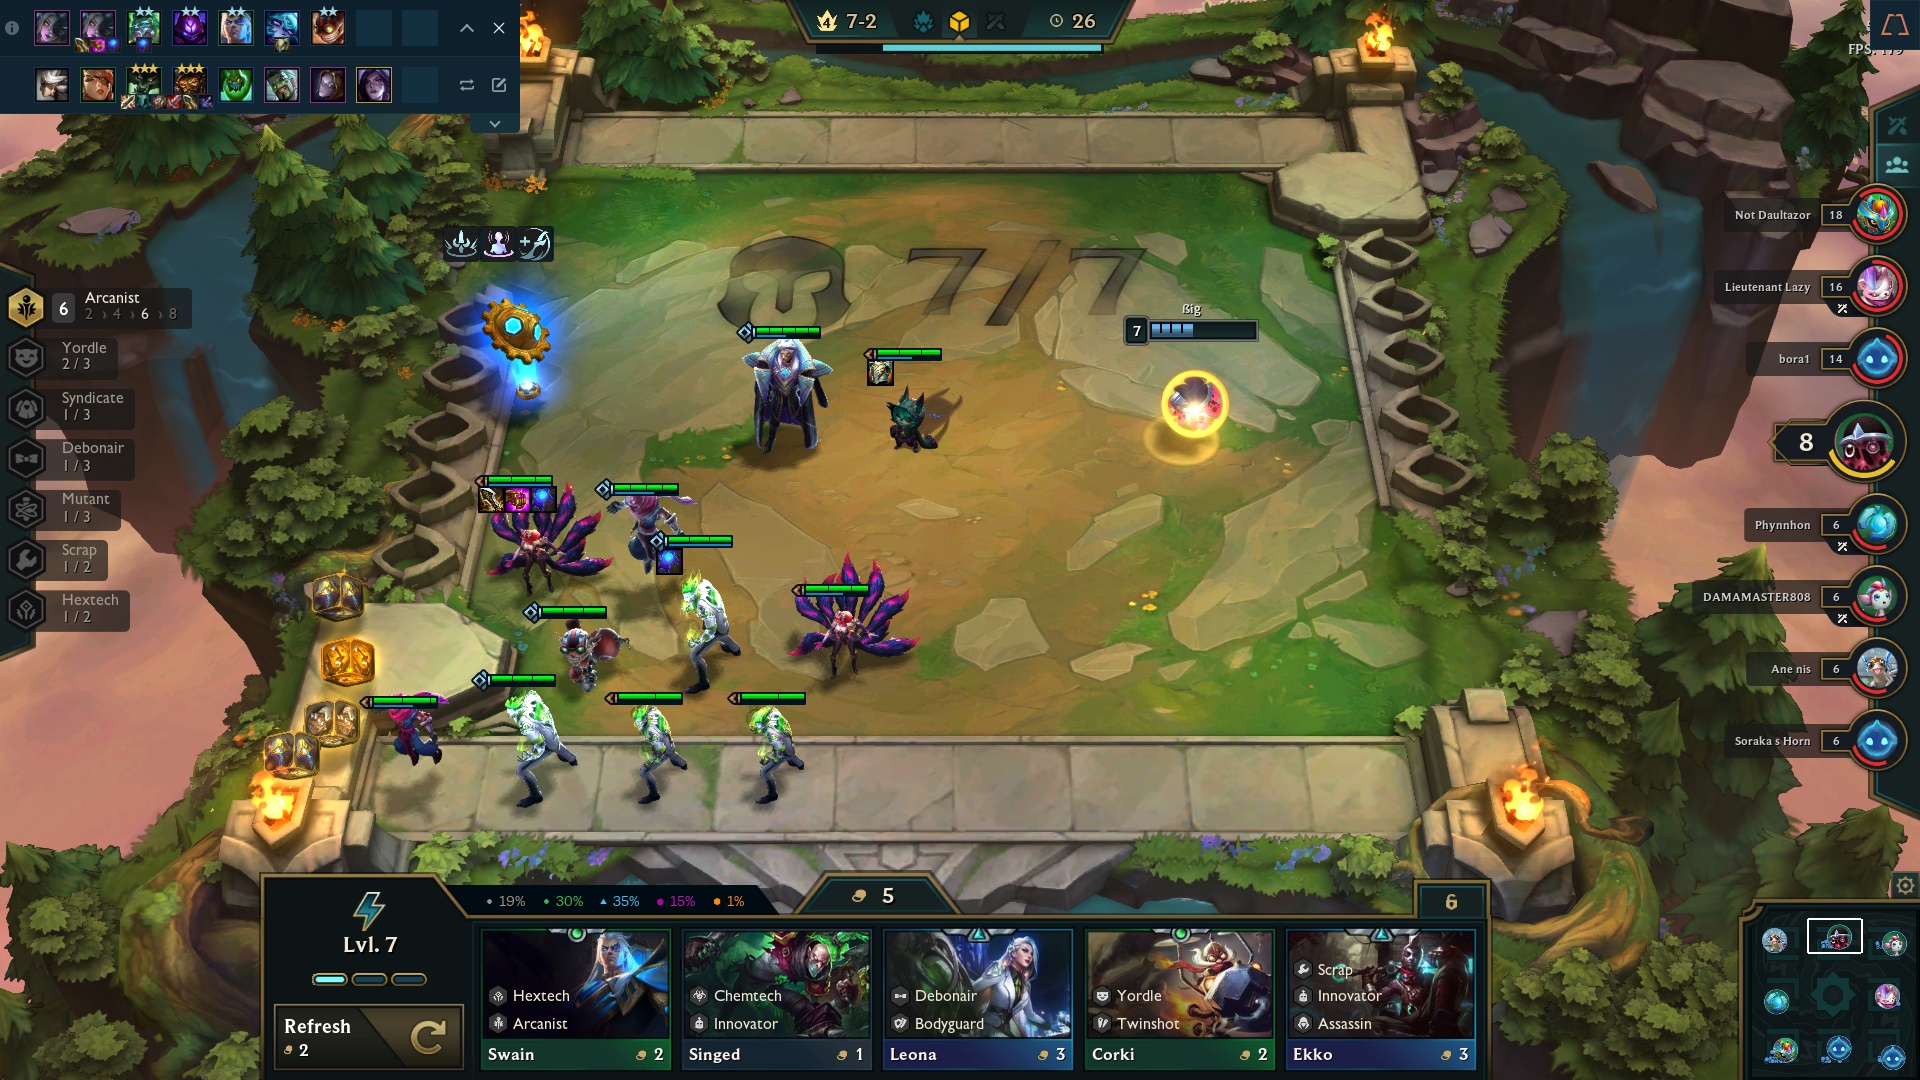 4 7-2
26
FPS: 179
7/7
ßig
7
Not Daultazor 18
Lieutenant Lazy 16
bora1 14
8
Phynnhon 6
DAMAMASTER808 6
Ane nis 6
Soraka s Horn 6
6 Arcanist
2 › 4 › 6 › 8
Yordle
2 / 3
Syndicate
1 / 3
Debonair
1 / 3
Mutant
1 / 3
Scrap
1 / 2
Hextech
1 / 2
19% 30% 35% 15% 1%
5
6
Lvl. 7
Refresh
2
Hextech
Arcanist
Swain 2
Chemtech
Innovator
Singed 1
Debonair
Bodyguard
Leona 3
Yordle
Twinshot
Corki 2
Scrap
Innovator
Assassin
Ekko 3